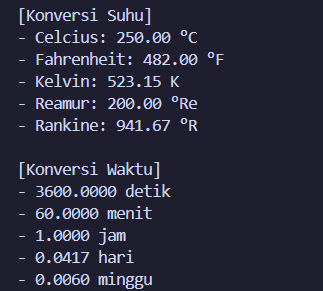 [Konversi Suhu]
- Celcius: 250.00 °C
- Fahrenheit: 482.00 °F
- Kelvin: 523.15 K
- Reamur: 200.00 °Re
- Rankine: 941.67 °R
[Konversi Waktu]
- 3600.0000 detik
- 60.0000 menit
- 1.0000 jam
- 0.0417 hari
- 0.0060 minggu